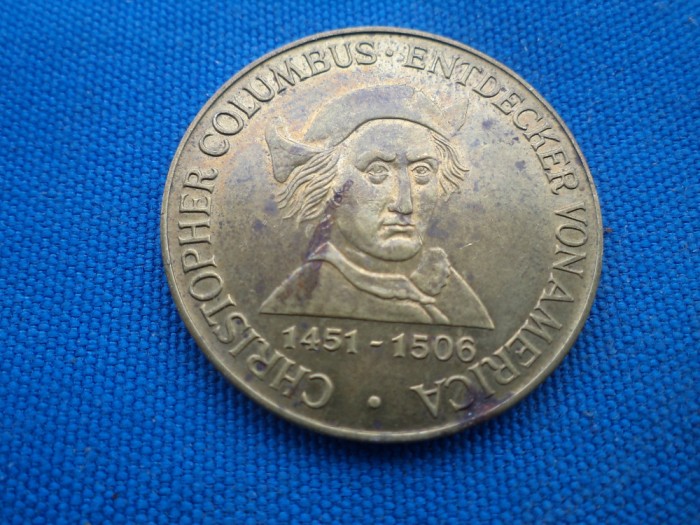 CHRISTOPHER COLUMBUS · ENTDECKER VON AMERICA ·
1451 - 1506